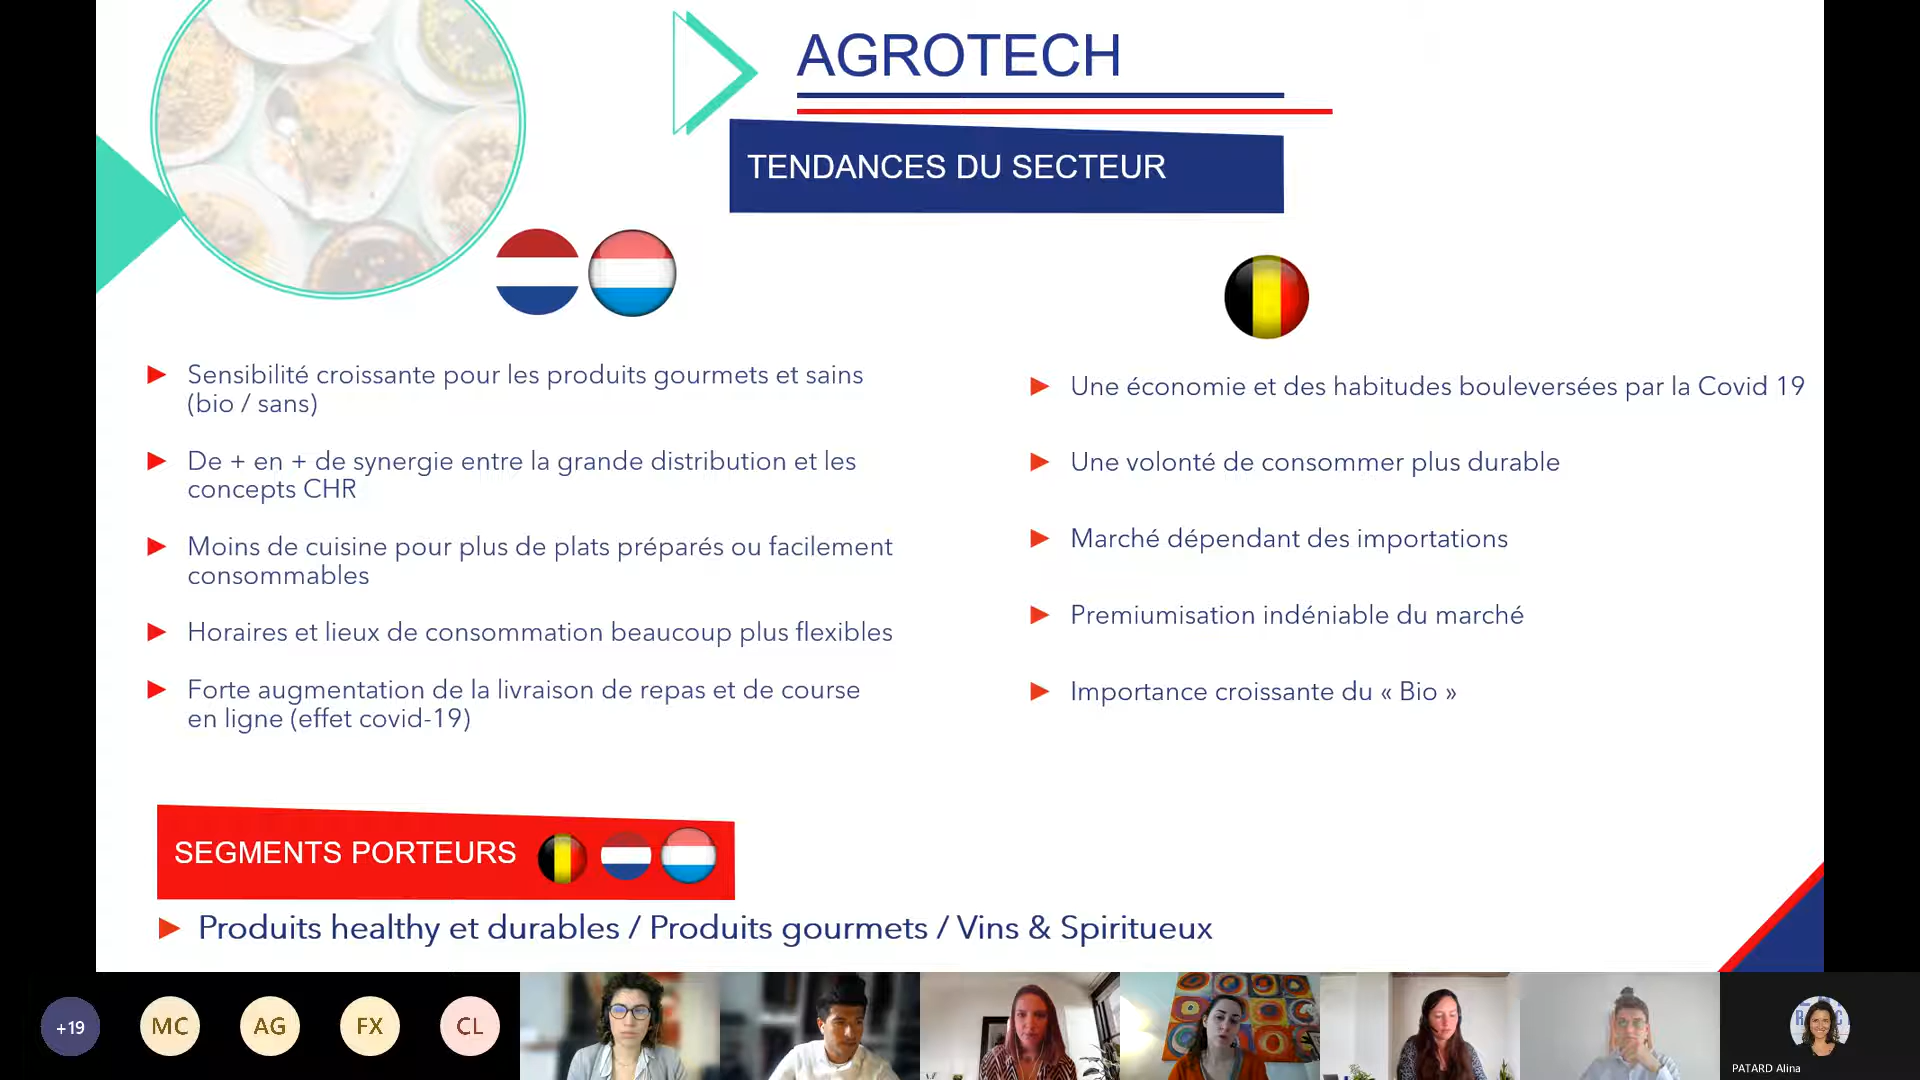 AGROTECH
TENDANCES DU SECTEUR
Sensibilité croissante pour les produits gourmets et sains
(bio / sans)
De + en + de synergie entre la grande distribution et les
concepts CHR
Moins de cuisine pour plus de plats préparés ou facilement
consommables
Horaires et lieux de consommation beaucoup plus flexibles
Forte augmentation de la livraison de repas et de course
en ligne (effet covid-19)
Une économie et des habitudes bouleversées par la Covid 19
Une volonté de consommer plus durable
Marché dépendant des importations
Premiumisation indéniable du marché
Importance croissante du « Bio »
SEGMENTS PORTEURS
Produits healthy et durables / Produits gourmets / Vins & Spiritueux
+19
MC
AG
FX
CL
PATARD Alina